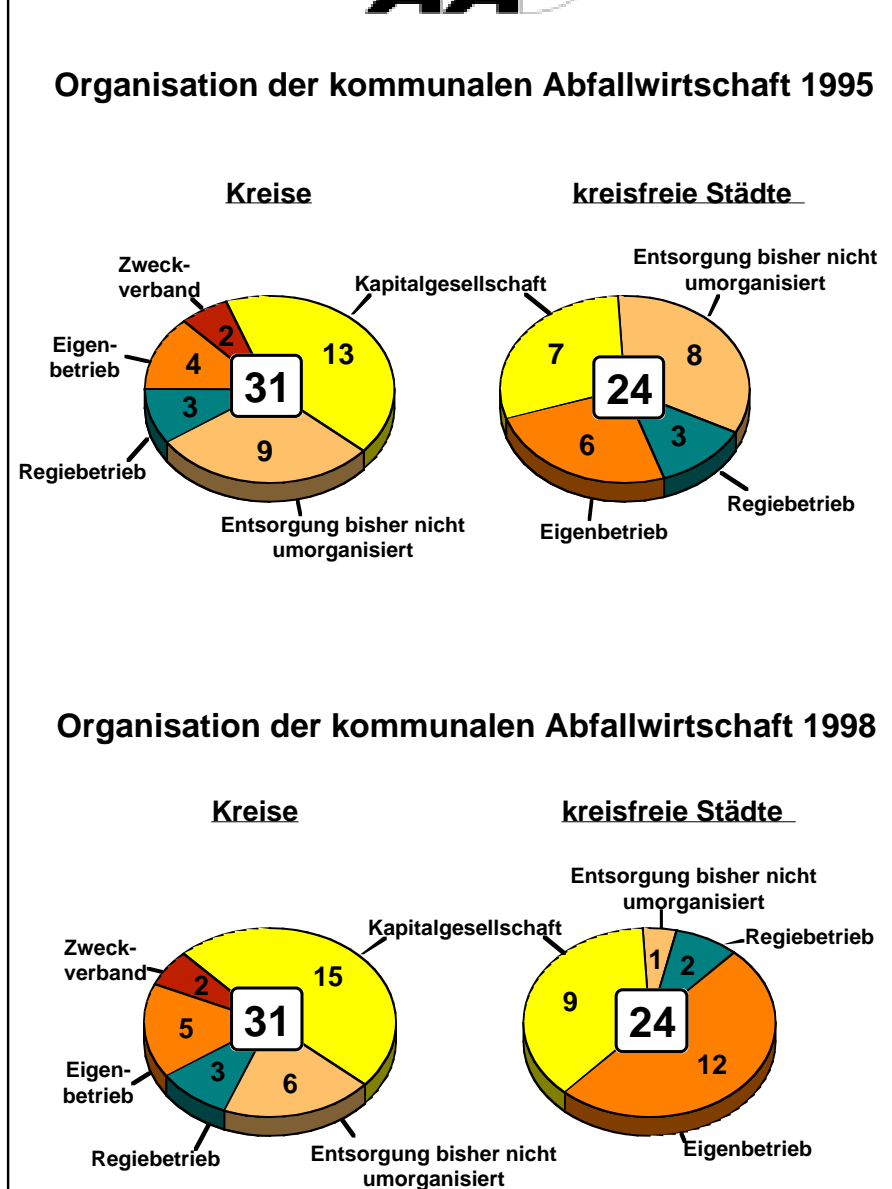 Organisation der kommunalen Abfallwirtschaft 1995
Kreise
kreisfreie Städte
Zweck-
verband
Kapitalgesellschaft
Entsorgung bisher nicht
umorganisiert
Eigen-
betrieb
2
13
4
31
3
9
7
8
24
6
3
Regiebetrieb
Entsorgung bisher nicht
umorganisiert
Eigenbetrieb
Regiebetrieb
Organisation der kommunalen Abfallwirtschaft 1998
Kreise
kreisfreie Städte
Entsorgung bisher nicht
umorganisiert
Zweck-
verband
Kapitalgesellschaft
Regiebetrieb
2
15
5
31
3
6
1
2
9
24
12
Eigen-
betrieb
Regiebetrieb
Entsorgung bisher nicht
umorganisiert
Eigenbetrieb